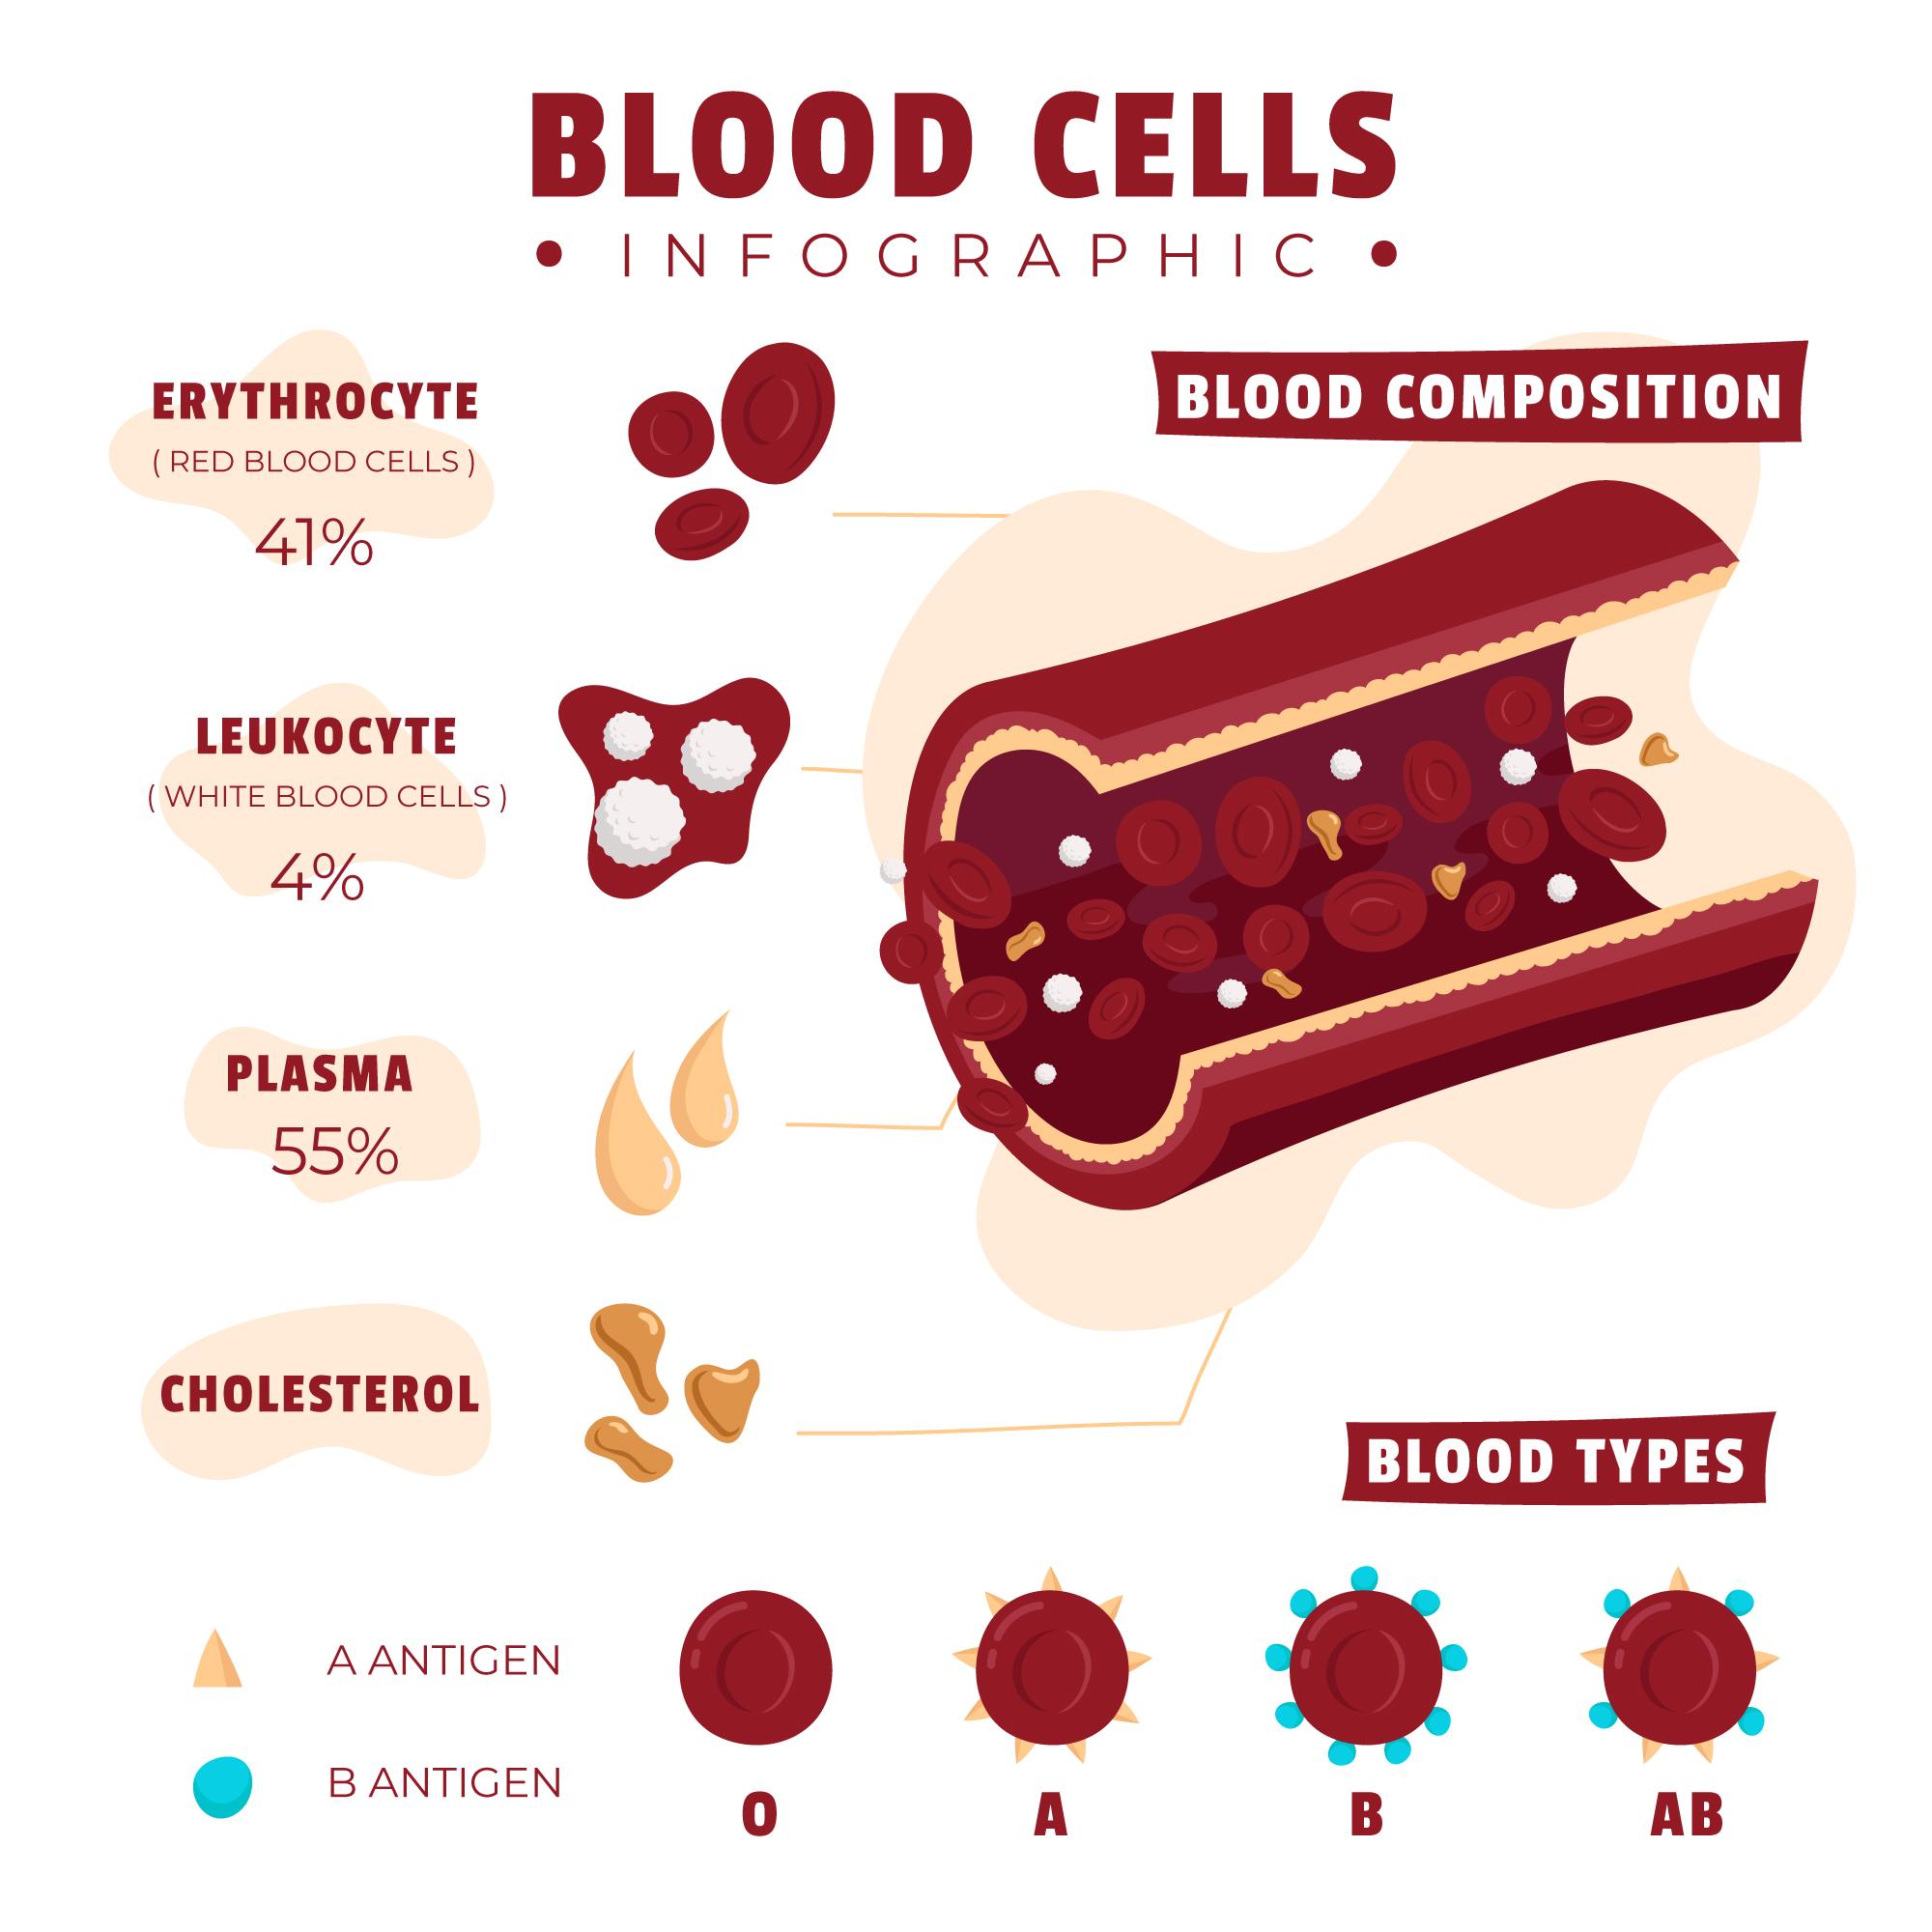 BLOOD CELLS
• INFOGRAPHIC •
ERYTHROCYTE
( RED BLOOD CELLS )
41%
BLOOD COMPOSITION
LEUKOCYTE
( WHITE BLOOD CELLS )
4%
PLASMA
55%
CHOLESTEROL
BLOOD TYPES
A ANTIGEN
B ANTIGEN
O
A
B
AB